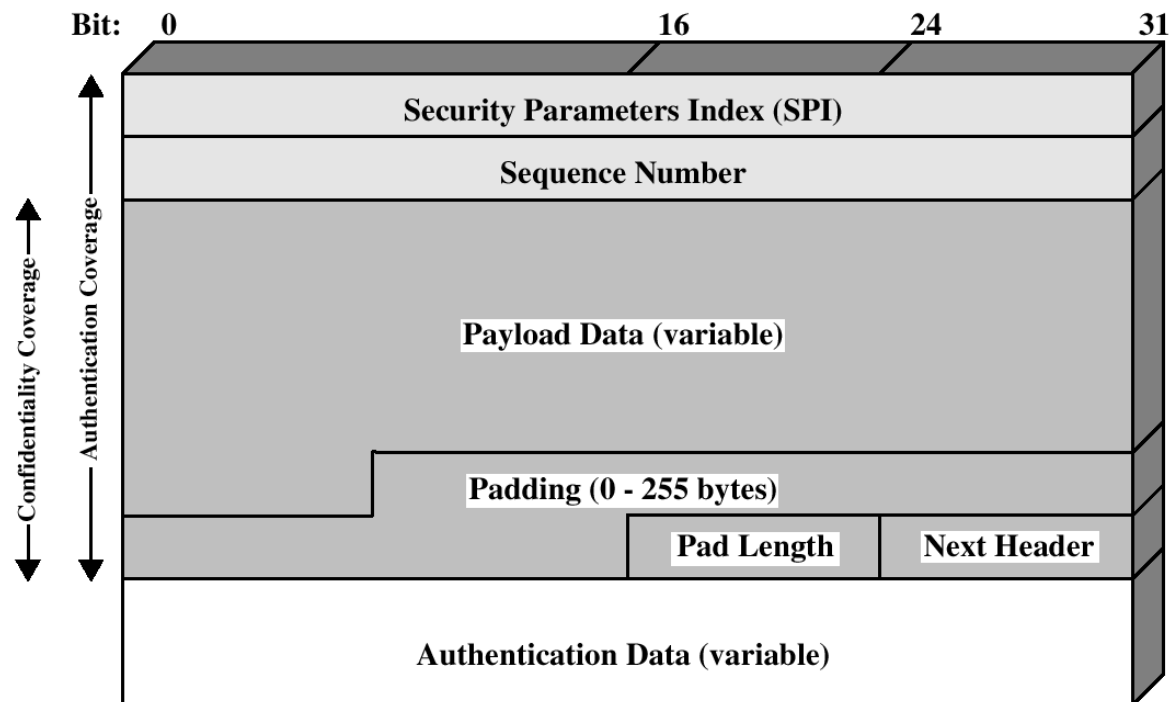 Bit: 0 16 24 31
Security Parameters Index (SPI)
Sequence Number
Confidentiality Coverage
Authentication Coverage
Payload Data (variable)
Padding (0 - 255 bytes)
Pad Length
Next Header
Authentication Data (variable)